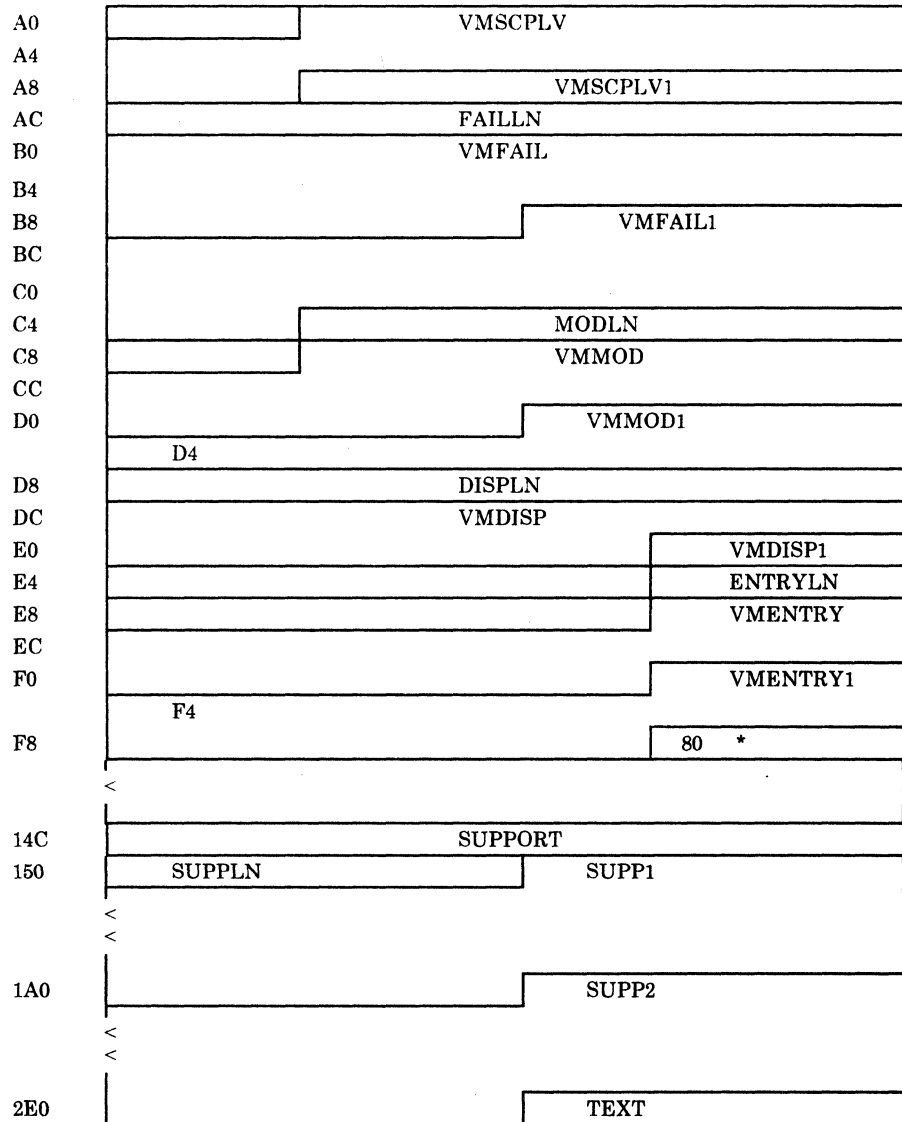 A0 VMSCPLV
A4
A8 VMSCPLV1
AC FAILLN
B0 VMFAIL
B4
B8 VMFAIL1
BC
C0
C4 MODLN
C8 VMMOD
CC
D0 VMMOD1
D4
D8 DISPLN
DC VMDISP
E0 VMDISP1
E4 ENTRYLN
E8 VMENTRY
EC
F0 VMENTRY1
F4
F8 80 *
<
14C SUPPORT
150 SUPPLN SUPP1
<
<
1A0 SUPP2
<
<
2E0 TEXT